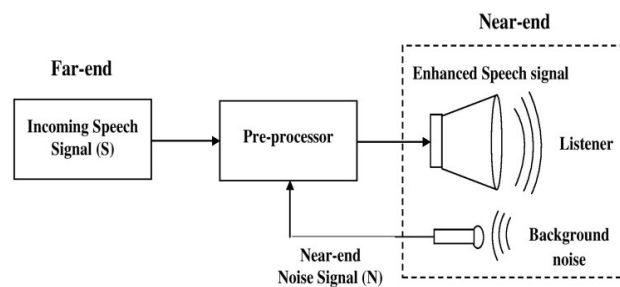 Near-end
Far-end
Enhanced Speech signal
Incoming Speech
Signal (S)
Pre-processor
Listener
Near-end
Noise Signal (N)
Background
noise